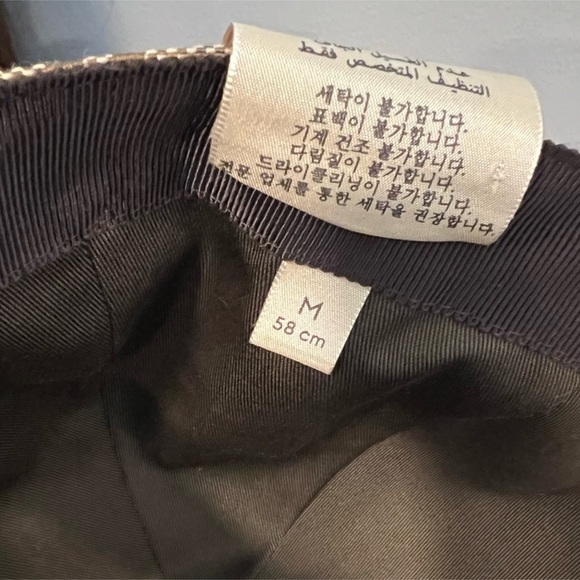 التنظيف المتخصص فقط
세탁이 불가합니다.
표백이 불가합니다.
기계 건조 불가합니다.
다림질이 불가합니다.
드라이클리닝이 불가합니다.
전문 업체를 통한 세탁을 권장합니다.
M
58 cm